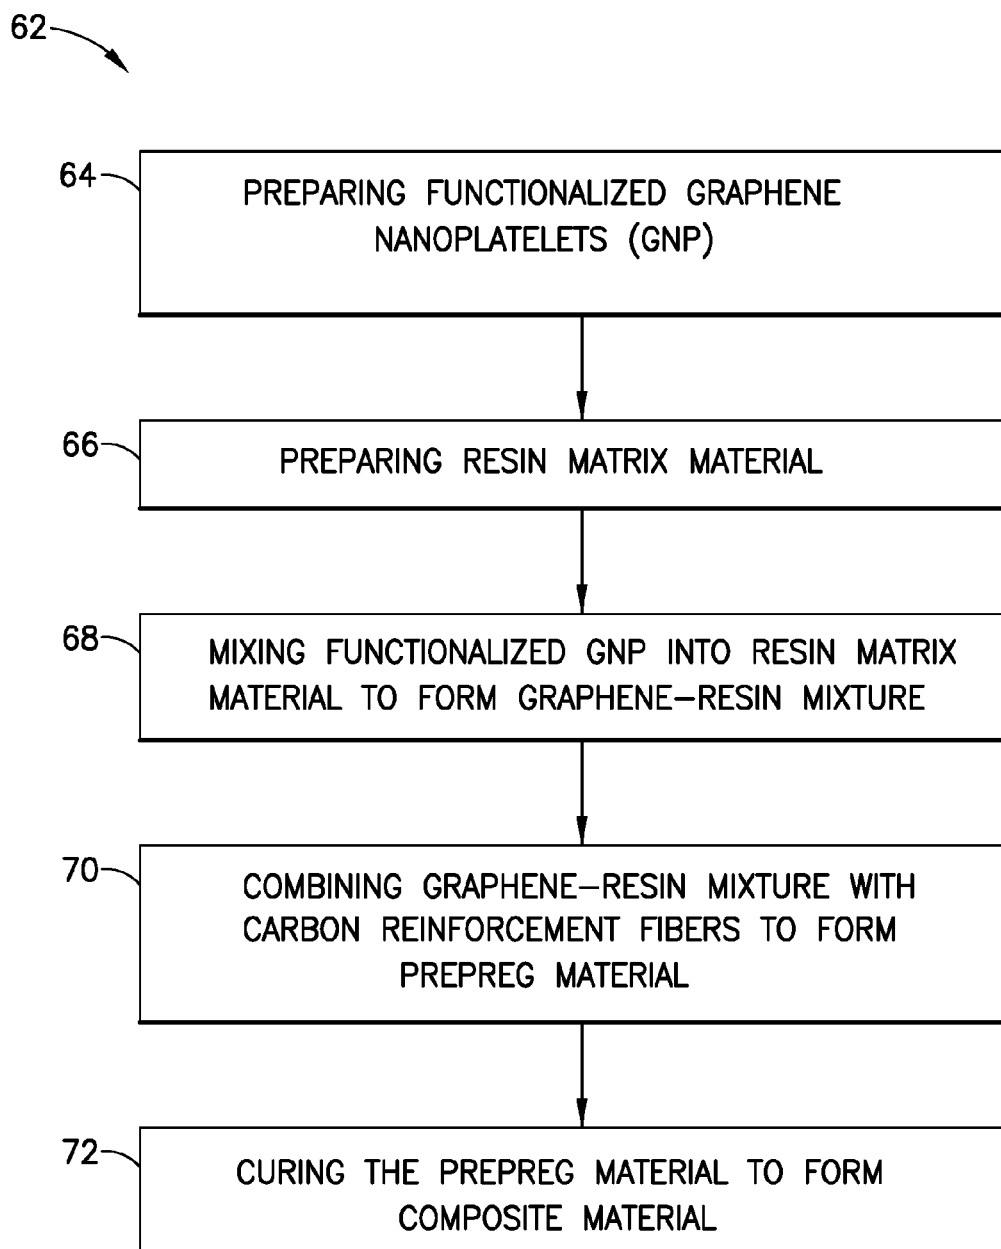 62
64
PREPARING FUNCTIONALIZED GRAPHENE
NANOPLATELETS (GNP)
66
PREPARING RESIN MATRIX MATERIAL
68
MIXING FUNCTIONALIZED GNP INTO RESIN MATRIX
MATERIAL TO FORM GRAPHENE–RESIN MIXTURE
70
COMBINING GRAPHENE–RESIN MIXTURE WITH
CARBON REINFORCEMENT FIBERS TO FORM
PREPREG MATERIAL
72
CURING THE PREPREG MATERIAL TO FORM
COMPOSITE MATERIAL